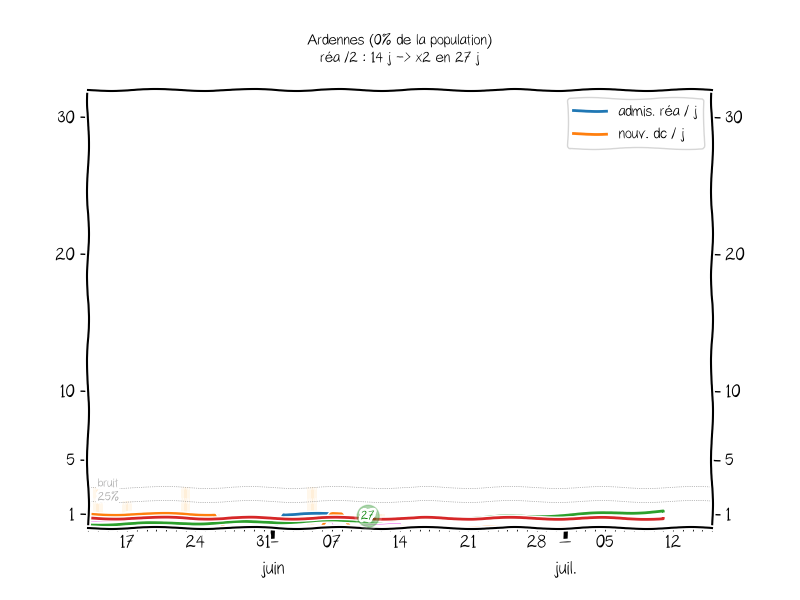 Ardennes (0% de la population)
réa /2 : 14 j -> x2 en 27 j
admis. réa / j
nouv. dc / j
30
30
20
20
10
10
5
5
bruit
25%
1
1
27
17 24 31 07 14 21 28 05 12
juin juil.